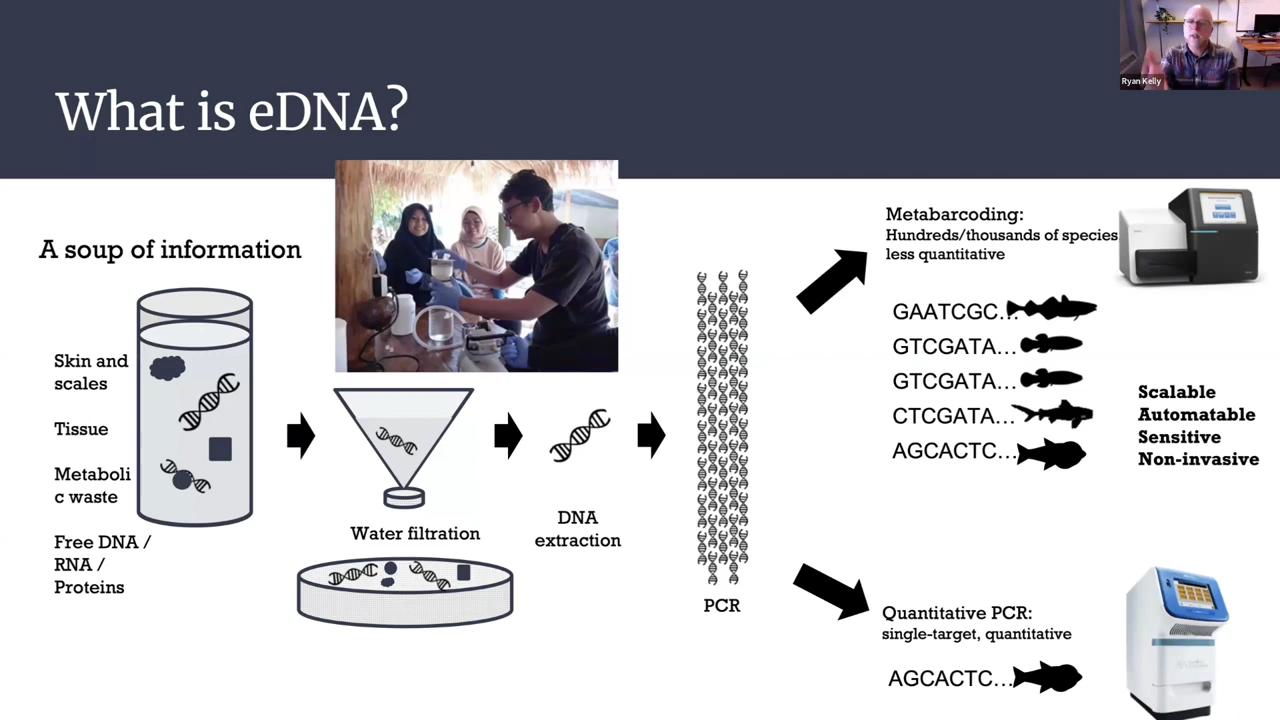 Ryan Kelly
What is eDNA?
A soup of information
Skin and
scales
Tissue
Metaboli
c waste
Free DNA /
RNA /
Proteins
Water filtration
DNA
extraction
PCR
Metabarcoding:
Hundreds/thousands of species
less quantitative
GAATCGC...
GTCGATA...
GTCGATA...
CTCGATA...
AGCACTC...
Scalable
Automatable
Sensitive
Non-invasive
Quantitative PCR:
single-target, quantitative
AGCACTC...